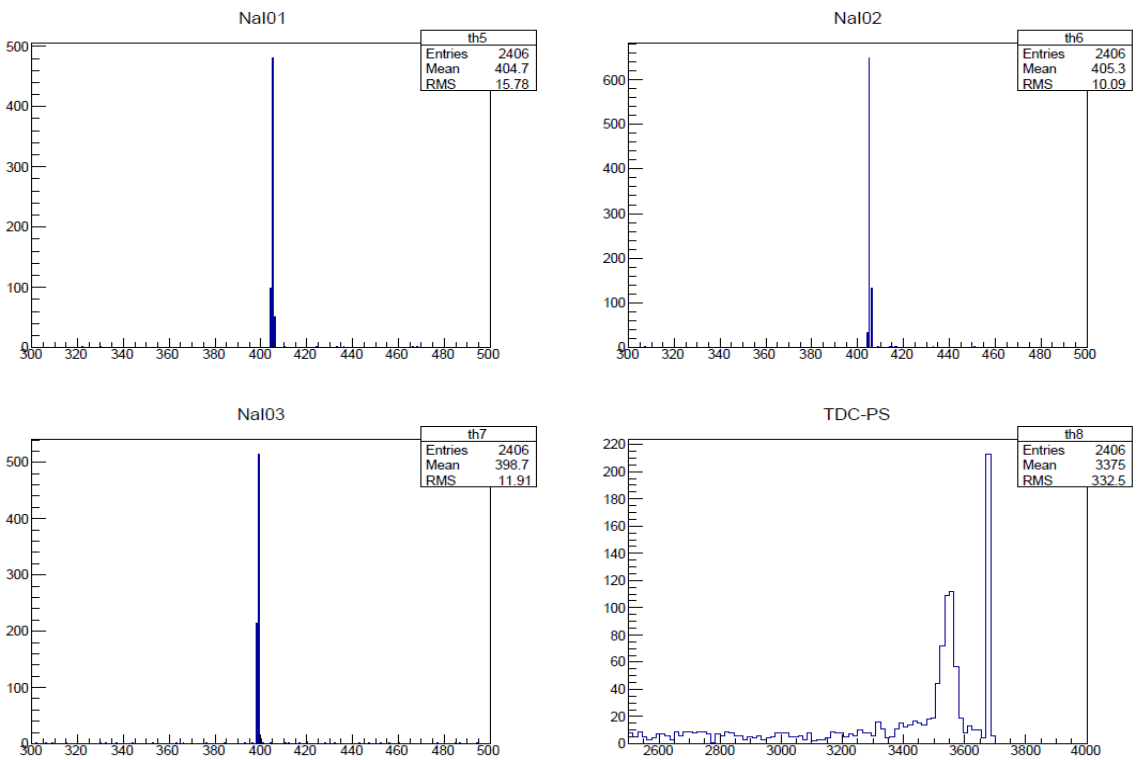 NaI01
th5
Entries 2406
Mean 404.7
RMS 15.78
500
400
300
200
100
0
300 320 340 360 380 400 420 440 460 480 500
NaI02
th6
Entries 2406
Mean 405.3
RMS 10.09
600
500
400
300
200
100
0
300 320 340 360 380 400 420 440 460 480 500
NaI03
th7
Entries 2406
Mean 398.7
RMS 11.91
500
400
300
200
100
0
300 320 340 360 380 400 420 440 460 480 500
TDC-PS
th8
Entries 2406
Mean 3375
RMS 332.5
220
200
180
160
140
120
100
80
60
40
20
0
2600 2800 3000 3200 3400 3600 3800 4000